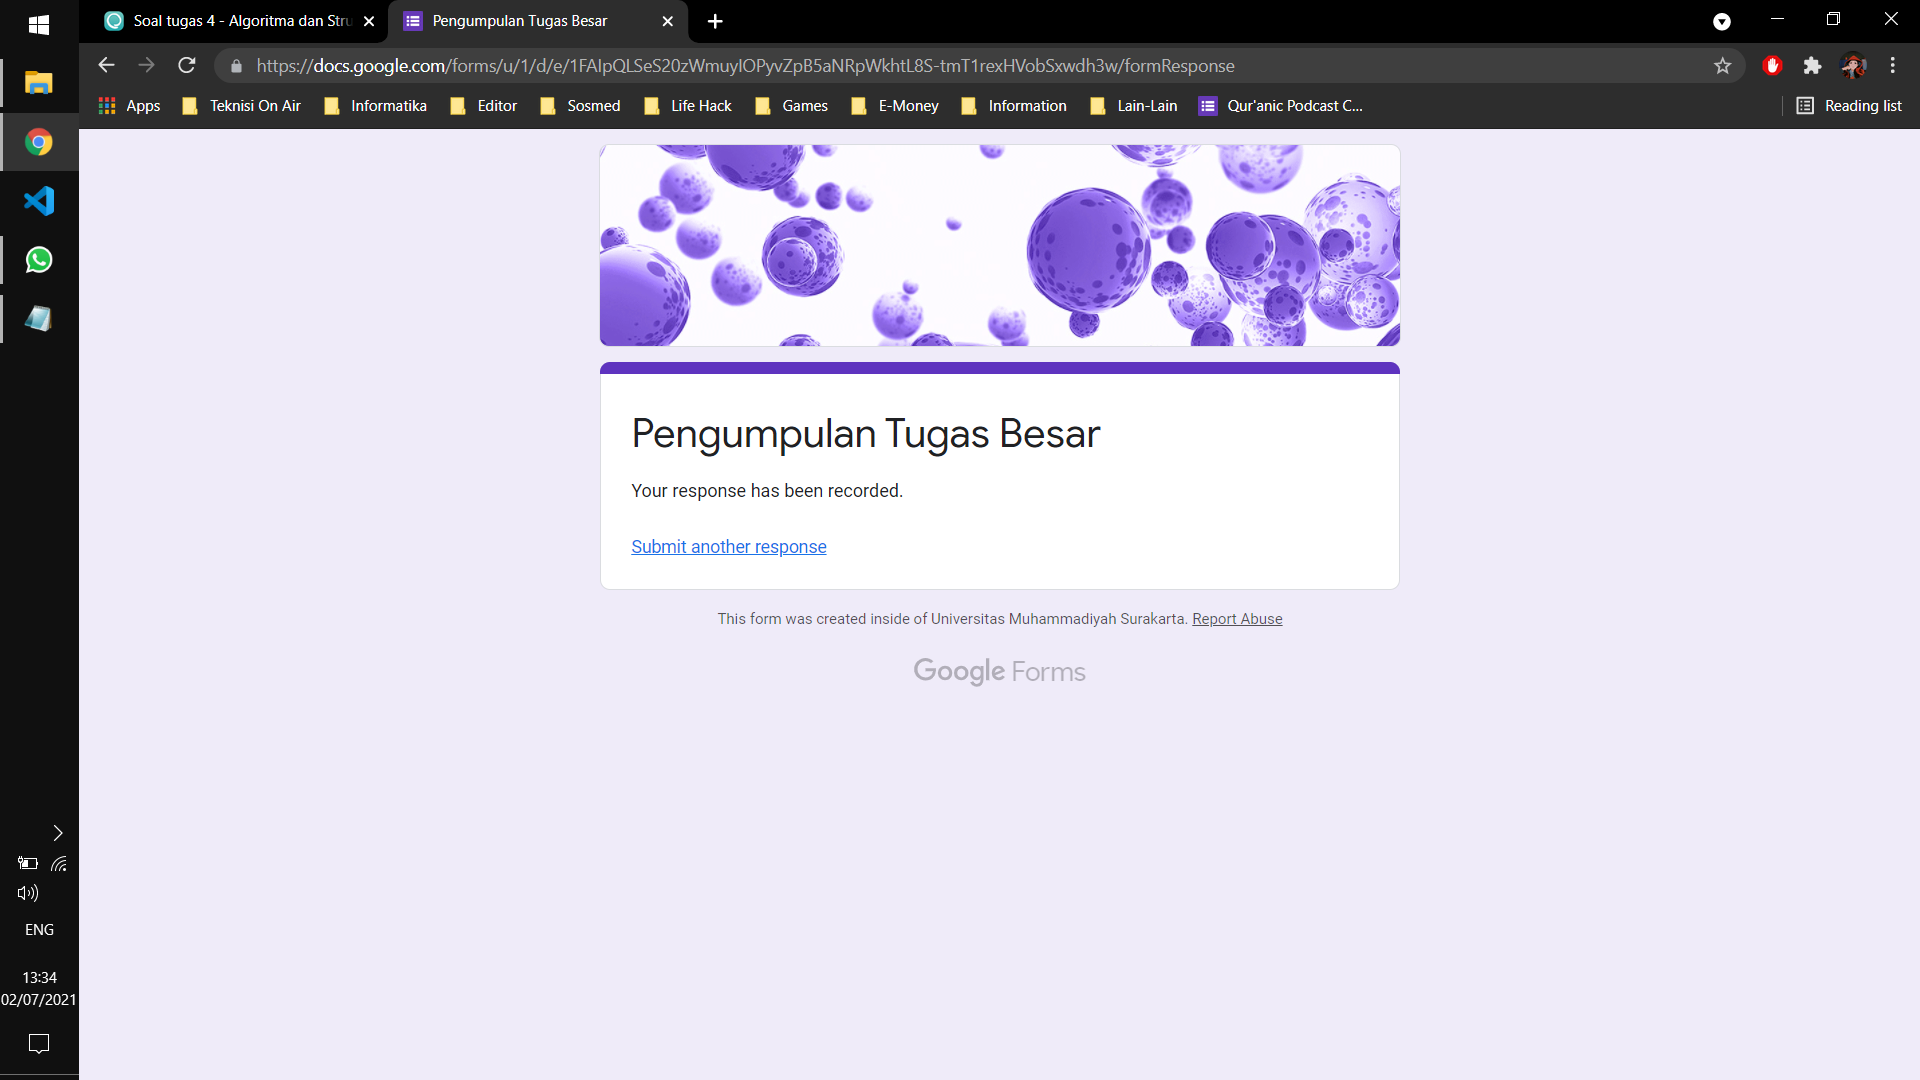 Soal tugas 4 - Algoritma dan Stru
Pengumpulan Tugas Besar
https://docs.google.com/forms/u/1/d/e/1FAIpQLSeS20zWmuyIOPyvZpB5aNRpWkhtL8S-tmT1rexHVobSxwdh3w/formResponse
Apps Teknisi On Air Informatika Editor Sosmed Life Hack Games E-Money Information Lain-Lain Qur'anic Podcast C... Reading list
Pengumpulan Tugas Besar
Your response has been recorded.
Submit another response
This form was created inside of Universitas Muhammadiyah Surakarta. Report Abuse
Google Forms
ENG
13:34
02/07/2021